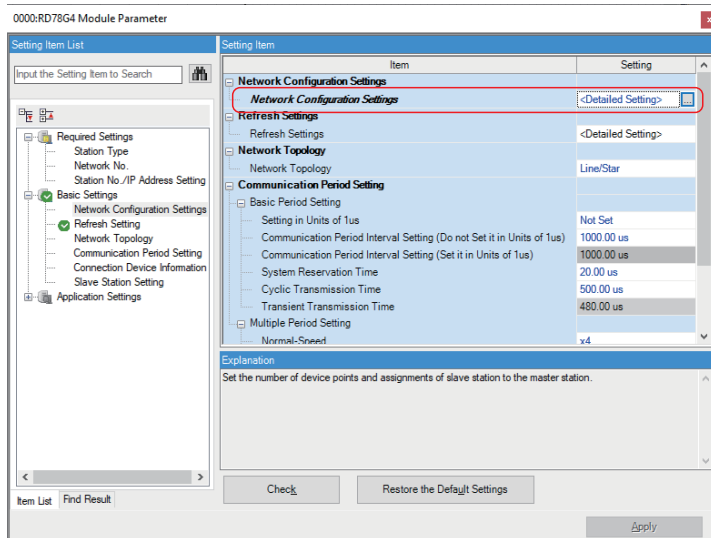 0000:RD78G4 Module Parameter
x
Setting Item List
Input the Setting Item to Search
Required Settings
Station Type
Network No.
Station No./IP Address Setting
Basic Settings
Network Configuration Settings
Refresh Setting
Network Topology
Communication Period Setting
Connection Device Information
Slave Station Setting
Application Settings
Item List
Find Result
Setting Item
Item Setting
Network Configuration Settings
Network Configuration Settings <Detailed Setting> ...
Refresh Settings
Refresh Settings <Detailed Setting>
Network Topology
Network Topology Line/Star
Communication Period Setting
Basic Period Setting
Setting in Units of 1us Not Set
Communication Period Interval Setting (Do not Set it in Units of 1us) 1000.00 us
Communication Period Interval Setting (Set it in Units of 1us) 1000.00 us
System Reservation Time 20.00 us
Cyclic Transmission Time 500.00 us
Transient Transmission Time 480.00 us
Multiple Period Setting
Normal-Speed x4
Explanation
Set the number of device points and assignments of slave station to the master station.
Check
Restore the Default Settings
Apply